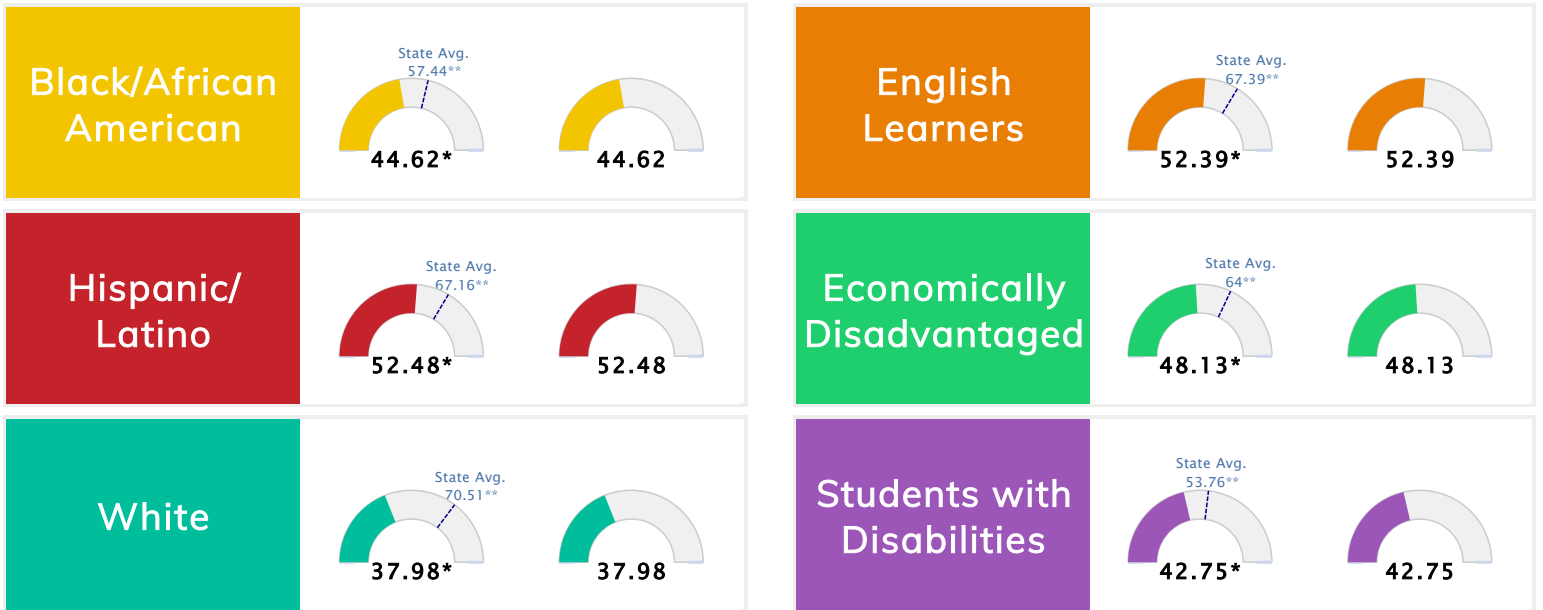 Black/African
American
State Avg.
57.44**
44.62*
44.62
English
Learners
State Avg.
67.39**
52.39*
52.39
Hispanic/
Latino
State Avg.
67.16**
52.48*
52.48
Economically
Disadvantaged
State Avg.
64**
48.13*
48.13
White
State Avg.
70.51**
37.98*
37.98
Students with
Disabilities
State Avg.
53.76**
42.75*
42.75